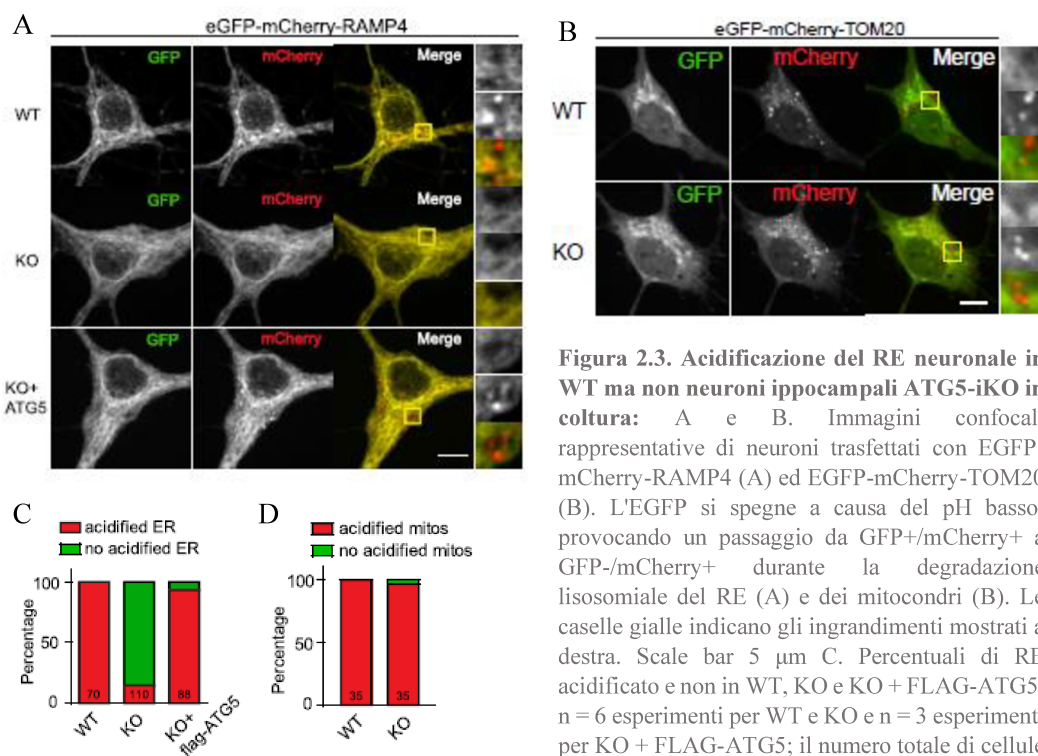 A
eGFP-mCherry-RAMP4
GFP mCherry Merge
WT
GFP mCherry Merge
KO
GFP mCherry Merge
KO+
ATG5
B
eGFP-mCherry-TOM20
GFP mCherry Merge
WT
GFP mCherry Merge
KO
C
acidified ER
no acidified ER
Percentage
100
50
0
70 110 88
WT KO KO+
flag-ATG5
D
acidified mitos
no acidified mitos
Percentage
100
50
0
35 35
WT KO
Figura 2.3. Acidificazione del RE neuronale in
WT ma non neuroni ippocampali ATG5-iKO in
coltura: A e B. Immagini confocal
rappresentative di neuroni trasfettati con EGFP
mCherry-RAMP4 (A) ed EGFP-mCherry-TOM20
(B). L'EGFP si spegne a causa del pH basso
provocando un passaggio da GFP+/mCherry+ a
GFP-/mCherry+ durante la degradazione
lisosomiale del RE (A) e dei mitocondri (B). Le
caselle gialle indicano gli ingrandimenti mostrati a
destra. Scale bar 5 μm C. Percentuali di RE
acidificato e non in WT, KO e KO + FLAG-ATG5
n = 6 esperimenti per WT e KO e n = 3 esperiment
per KO + FLAG-ATG5; il numero totale di cellule